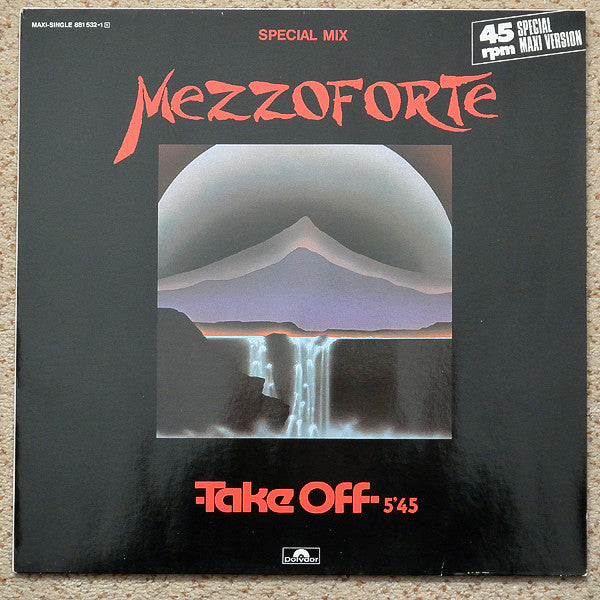 MAXI-SINGLE 881 532-1
SPECIAL MIX
45 rpm SPECIAL MAXI VERSION
MEZZOFORTE
-Take Off- 5'45
Polydor